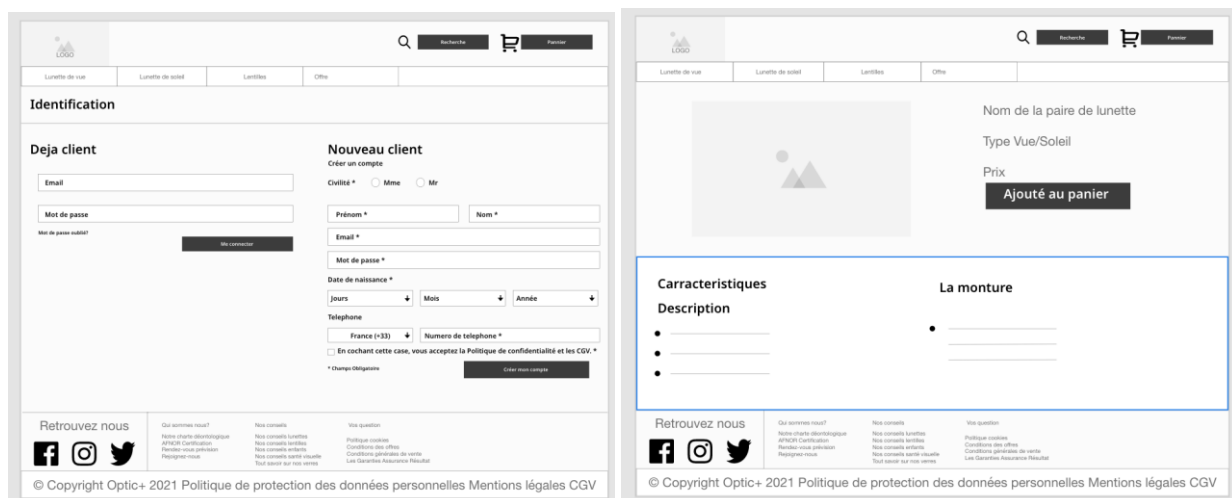 LOGO
Recherche
Pannier
Lunette de vue
Lunette de soleil
Lentilles
Offre
Identification
Deja client
Email
Mot de passe
Mot de passe oublié?
Me connecter
Nouveau client
Créer un compte
Civilité * Mme Mr
Prénom * Nom *
Email *
Mot de passe *
Date de naissance *
Jours Mois Année
Telephone
France (+33) Numero de telephone *
En cochant cette case, vous acceptez la Politique de confidentialité et les CGV. *
* Champs Obligatoire
Créer mon compte
Retrouvez nous
Qui sommes nous?
Notre charte déontologique
AFNOR Certification
Rendez-vous prévision
Rejoignez-nous
Nos conseils
Nos conseils lunettes
Nos conseils lentilles
Nos conseils enfants
Nos conseils santé visuelle
Tout savoir sur nos verres
Vos question
Politique cookies
Conditions des offres
Conditions générales de vente
Les Garanties Assurance Résultat
© Copyright Optic+ 2021 Politique de protection des données personnelles Mentions légales CGV
LOGO
Recherche
Pannier
Lunette de vue
Lunette de soleil
Lentilles
Offre
Nom de la paire de lunette
Type Vue/Soleil
Prix
Ajouté au panier
Carracteristiques
Description
La monture
Retrouvez nous
Qui sommes nous?
Notre charte déontologique
AFNOR Certification
Rendez-vous prévision
Rejoignez-nous
Nos conseils
Nos conseils lunettes
Nos conseils lentilles
Nos conseils enfants
Nos conseils santé visuelle
Tout savoir sur nos verres
Vos question
Politique cookies
Conditions des offres
Conditions générales de vente
Les Garanties Assurance Résultat
© Copyright Optic+ 2021 Politique de protection des données personnelles Mentions légales CGV